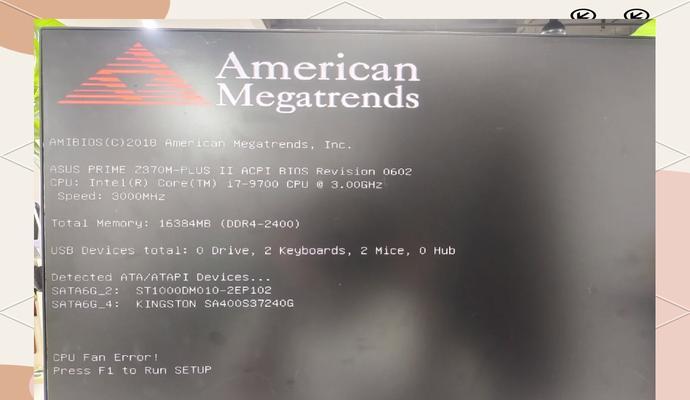 American
Megatrends
AMIBIOS(C)2018 American Megatrends, Inc.
ASUS PRIME Z370M-PLUS II ACPI BIOS Revision 0602
CPU: Intel(R) Core(TM) i7-9700 CPU @ 3.00GHz
Speed: 3000MHz
Total Memory: 16384MB (DDR4-2400)
USB Devices total: 0 Drive, 2 Keyboards, 2 Mice, 0 Hub
Detected ATA/ATAPI Devices...
SATA6G_2: ST1000DM010-2EP102
SATA6G_4: KINGSTON SA400S37240G
CPU Fan Error!
Press F1 to Run SETUP